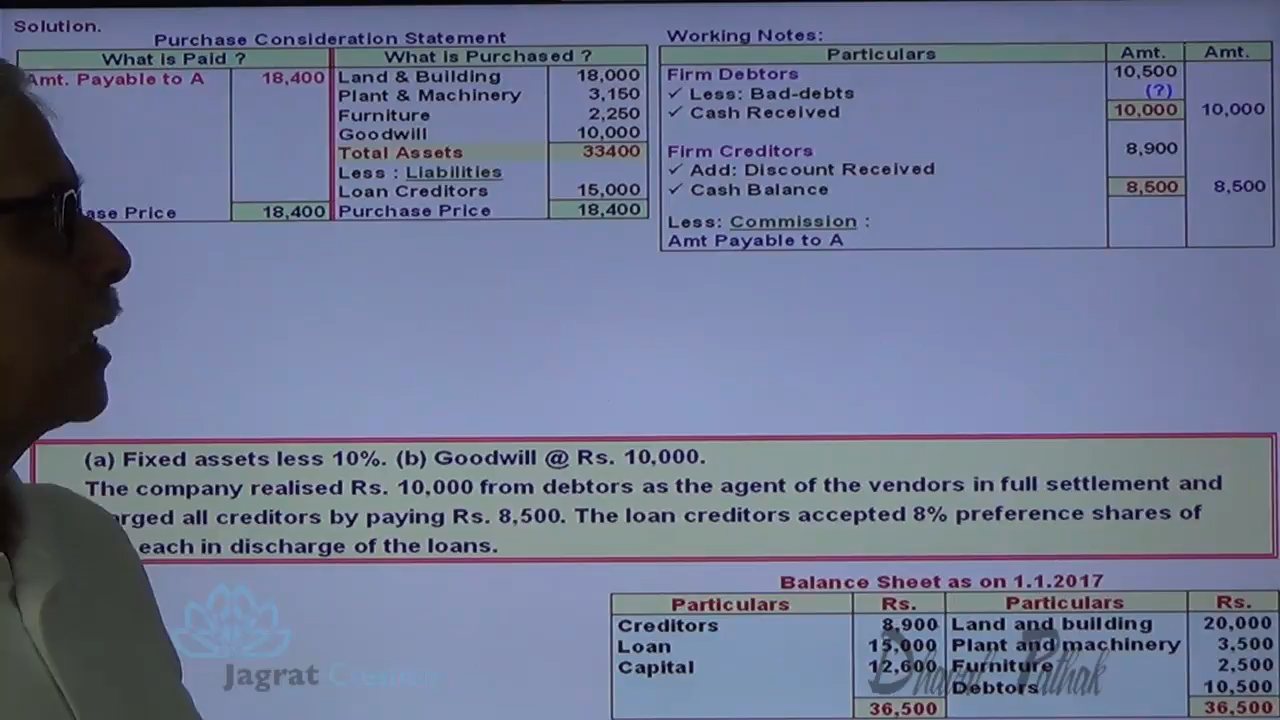 Solution.
Purchase Consideration Statement
What is Paid ? What is Purchased ?
Amt. Payable to A 18,400 Land & Building 18,000
Plant & Machinery 3,150
Furniture 2,250
Goodwill 10,000
Total Assets 33400
Less : Liabilities
Loan Creditors 15,000
ase Price 18,400 Purchase Price 18,400
Working Notes:
Particulars Amt. Amt.
Firm Debtors 10,500
✓ Less: Bad-debts (?)
✓ Cash Received 10,000 10,000
Firm Creditors 8,900
✓ Add: Discount Received
✓ Cash Balance 8,500 8,500
Less: Commission :
Amt Payable to A
(a) Fixed assets less 10%. (b) Goodwill @ Rs. 10,000.
The company realised Rs. 10,000 from debtors as the agent of the vendors in full settlement and
arged all creditors by paying Rs. 8,500. The loan creditors accepted 8% preference shares of
each in discharge of the loans.
Balance Sheet as on 1.1.2017
Particulars Rs. Particulars Rs.
Creditors 8,900 Land and building 20,000
Loan 15,000 Plant and machinery 3,500
Capital 12,600 Furniture 2,500
Debtors 10,500
36,500 36,500
Jagrat
Pathak